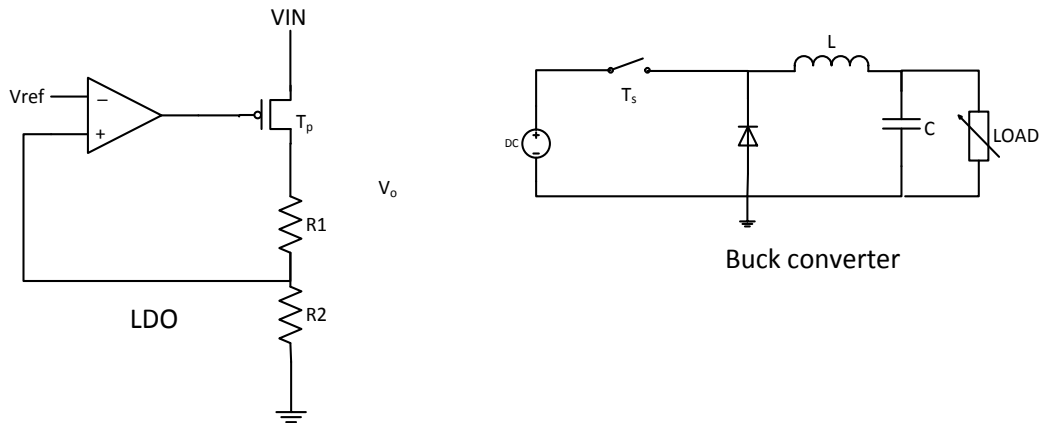 VIN
Vref
−
+
Tp
R1
Vo
R2
LDO
L
Ts
DC
+
−
C
LOAD
Buck converter